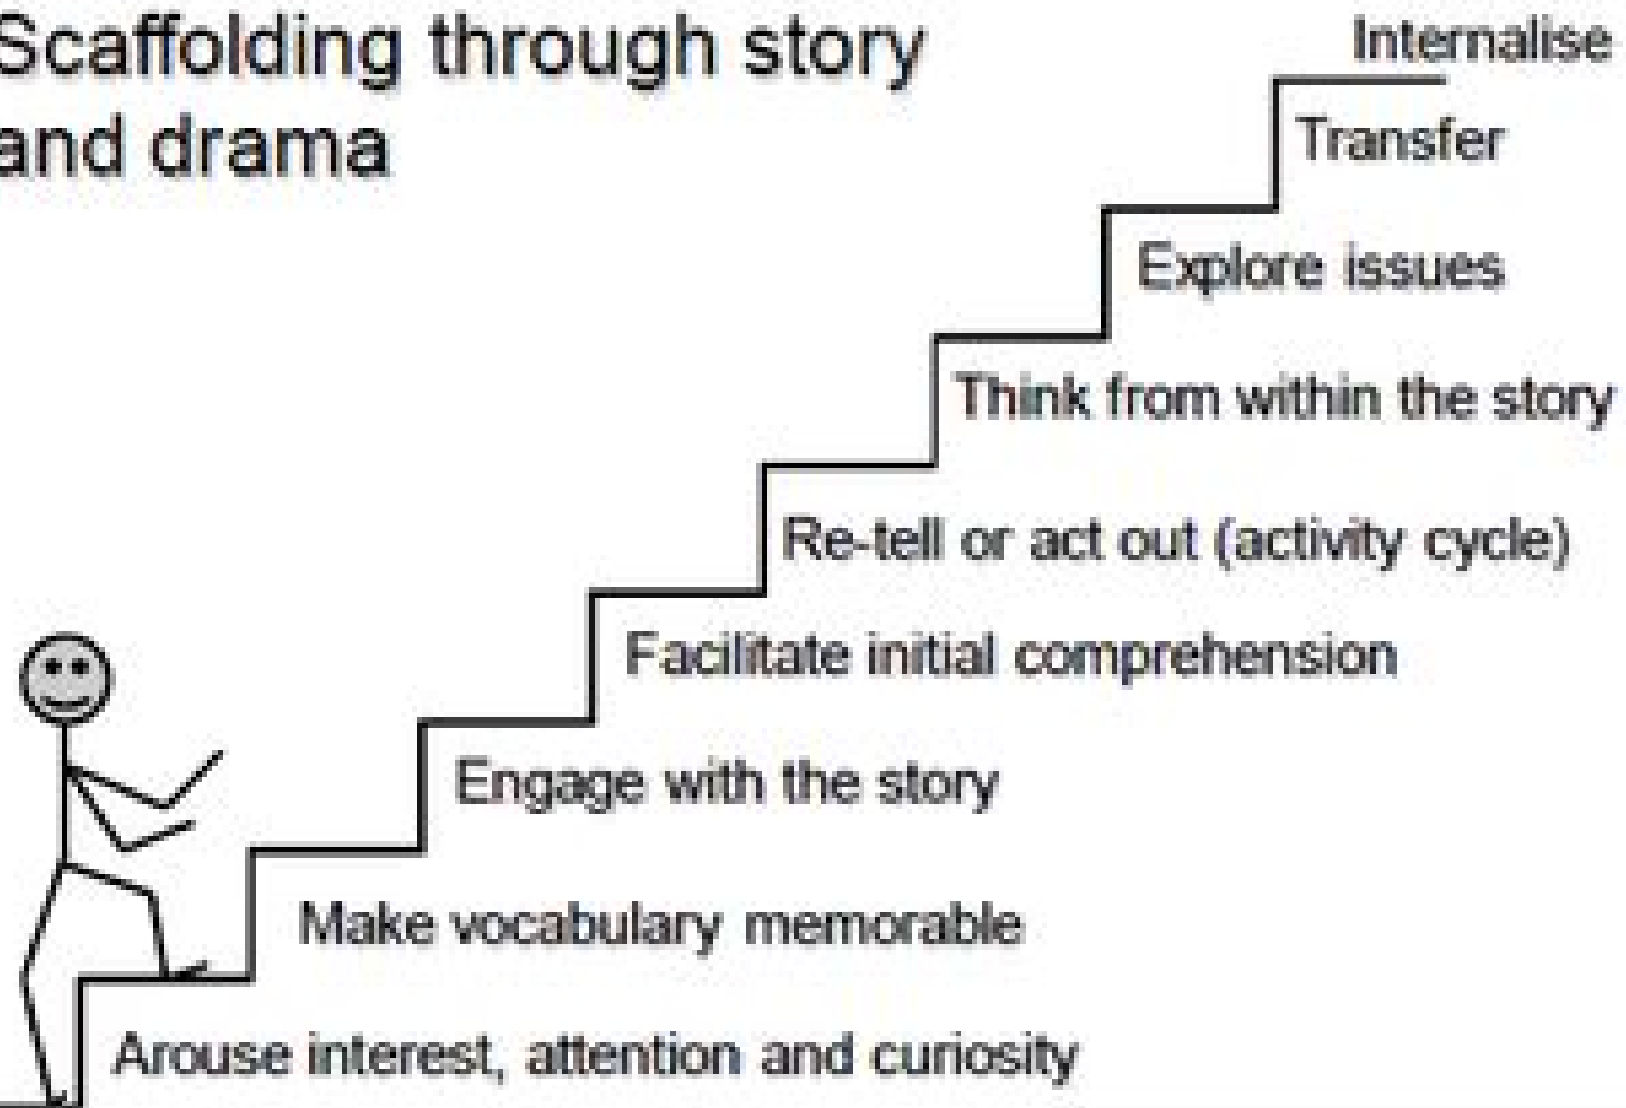 Scaffolding through story
and drama
Internalise
Transfer
Explore issues
Think from within the story
Re-tell or act out (activity cycle)
Facilitate initial comprehension
Engage with the story
Make vocabulary memorable
Arouse interest, attention and curiosity